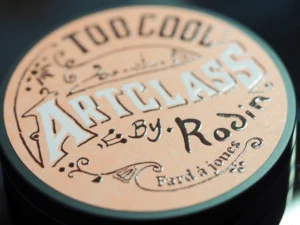 TOO COOL
ARTCLASS
By. Rodin
Fard à joues